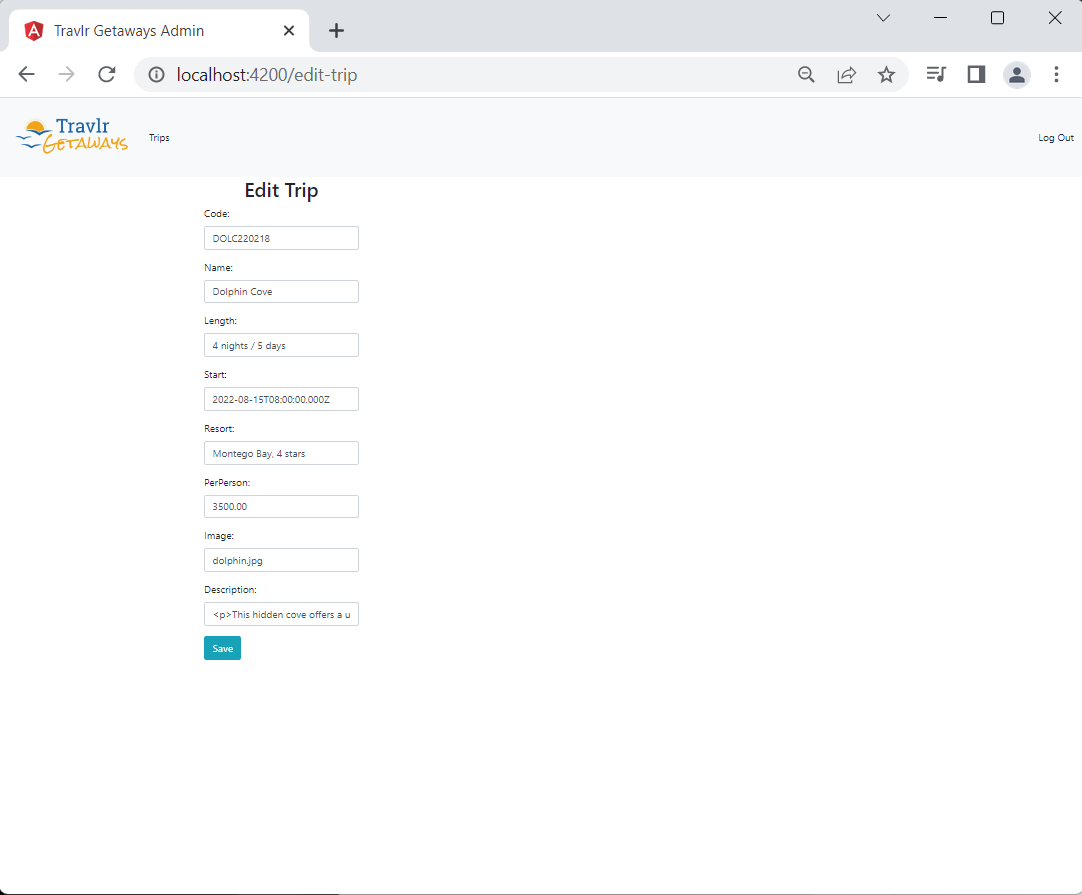 Travlr Getaways Admin
localhost:4200/edit-trip
Travlr
GETAWAYS
Trips
Log Out
Edit Trip
Code:
DOLC220218
Name:
Dolphin Cove
Length:
4 nights / 5 days
Start:
2022-08-15T08:00:00.000Z
Resort:
Montego Bay, 4 stars
PerPerson:
3500.00
Image:
dolphin.jpg
Description:
<p>This hidden cove offers a u
Save